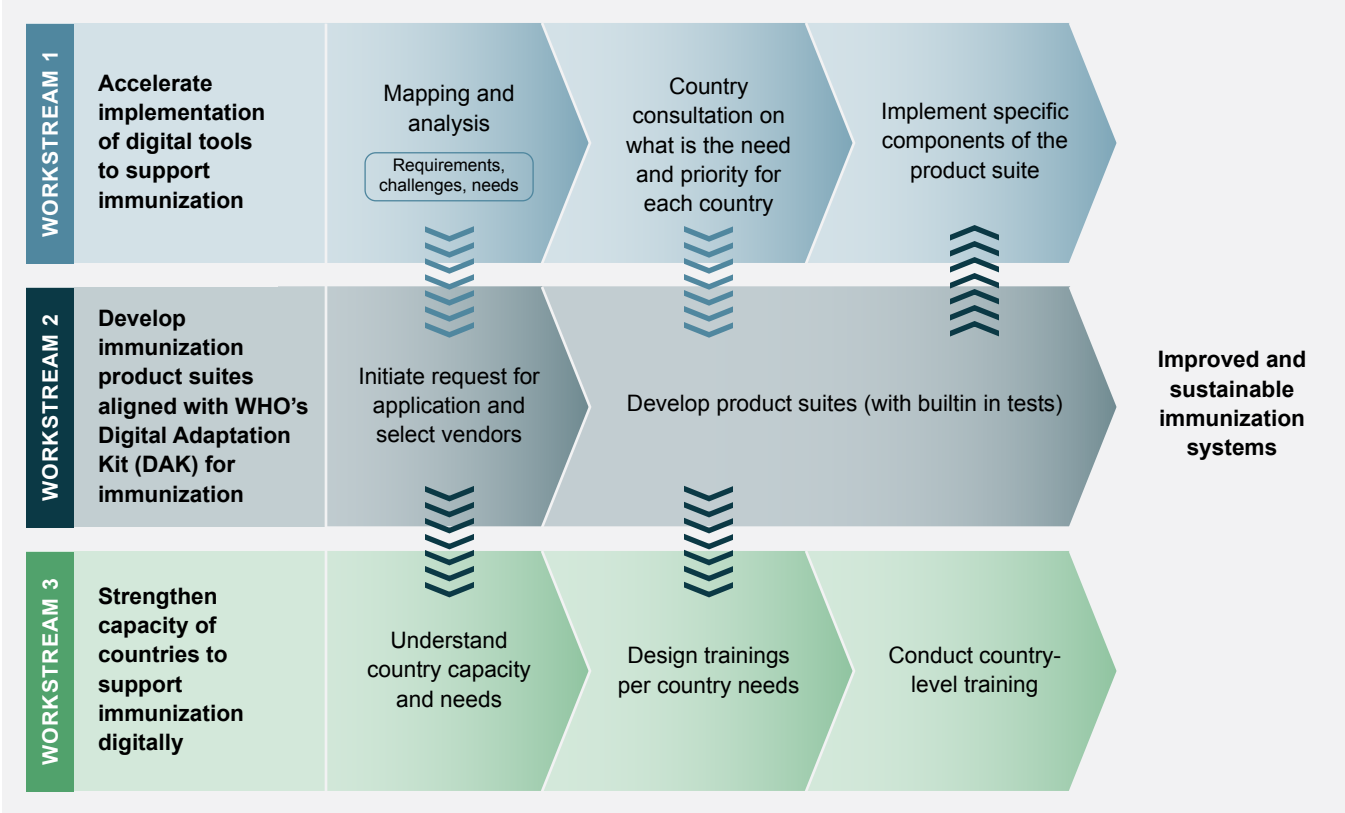 WORKSTREAM 1
Accelerate
implementation
of digital tools
to support
immunization
Mapping and
analysis
Requirements,
challenges, needs
Country
consultation on
what is the need
and priority for
each country
Implement specific
components of the
product suite
WORKSTREAM 2
Develop
immunization
product suites
aligned with WHO’s
Digital Adaptation
Kit (DAK) for
immunization
Initiate request for
application and
select vendors
Develop product suites (with builtin in tests)
Improved and
sustainable
immunization
systems
WORKSTREAM 3
Strengthen
capacity of
countries to
support
immunization
digitally
Understand
country capacity
and needs
Design trainings
per country needs
Conduct country-
level training